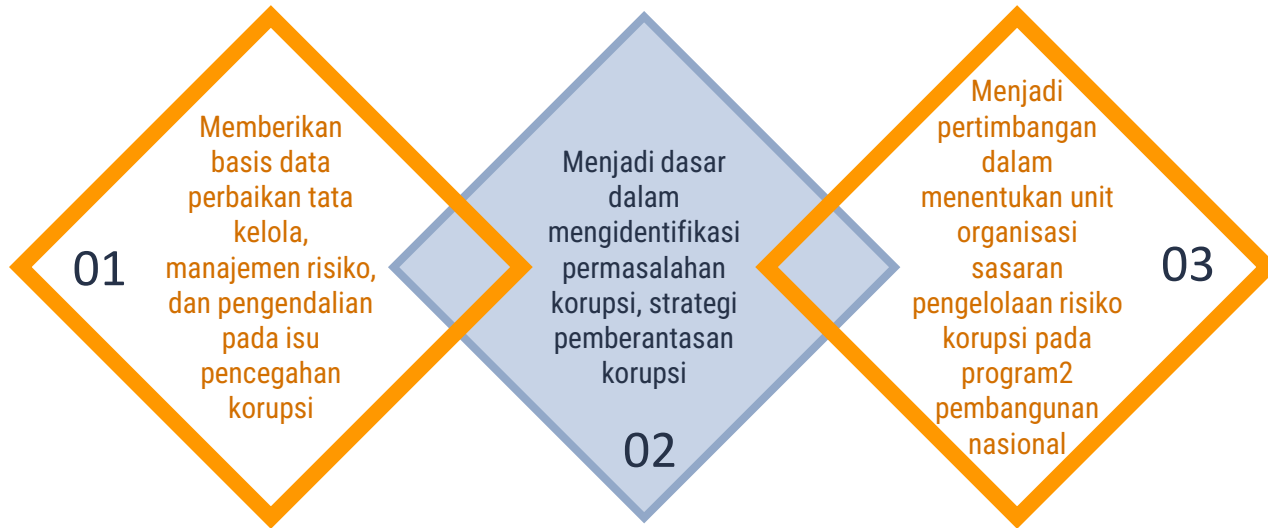 01
Memberikan
basis data
perbaikan tata
kelola,
manajemen risiko,
dan pengendalian
pada isu
pencegahan
korupsi
Menjadi dasar
dalam
mengidentifikasi
permasalahan
korupsi, strategi
pemberantasan
korupsi
02
Menjadi
pertimbangan
dalam
menentukan unit
organisasi
sasaran
pengelolaan risiko
korupsi pada
program2
pembangunan
nasional
03